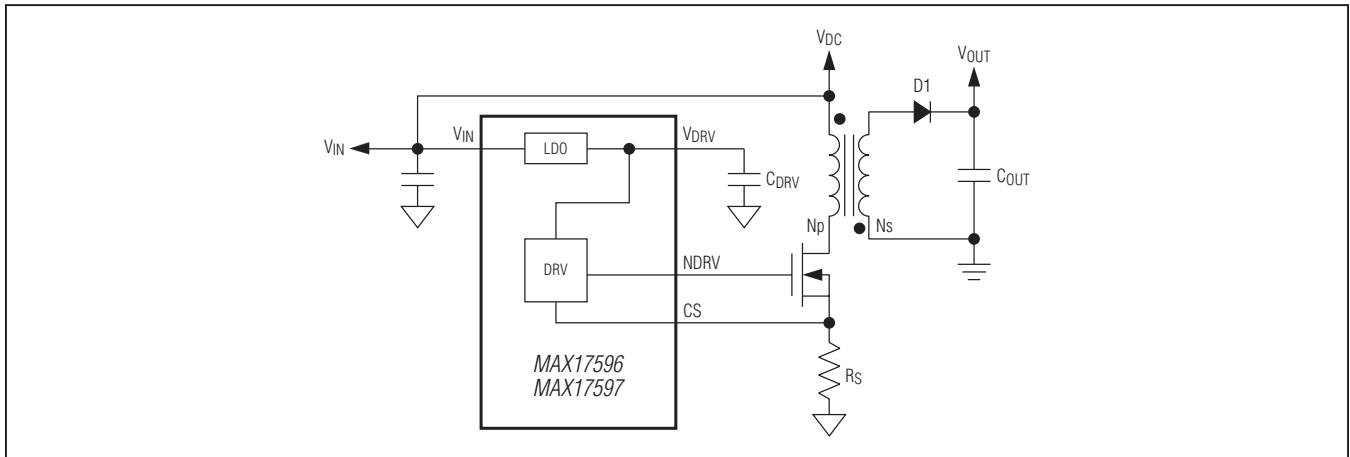 VDC
VOUT
D1
VIN
VIN
LDO
VDRV
CDRV
COUT
Np
Ns
DRV
NDRV
CS
MAX17596
MAX17597
RS